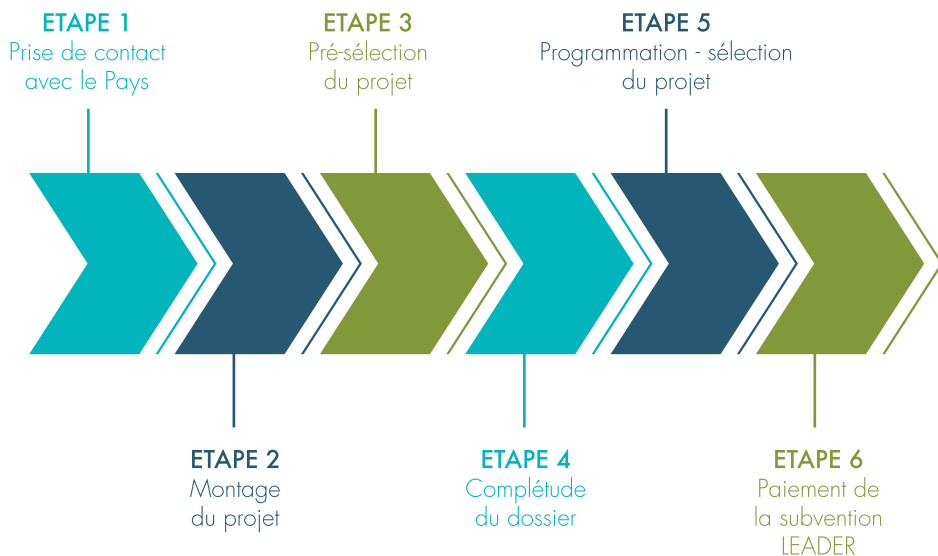 ETAPE 1
Prise de contact
avec le Pays
ETAPE 3
Pré-sélection
du projet
ETAPE 5
Programmation - sélection
du projet
ETAPE 2
Montage
du projet
ETAPE 4
Complétude
du dossier
ETAPE 6
Paiement de
la subvention
LEADER